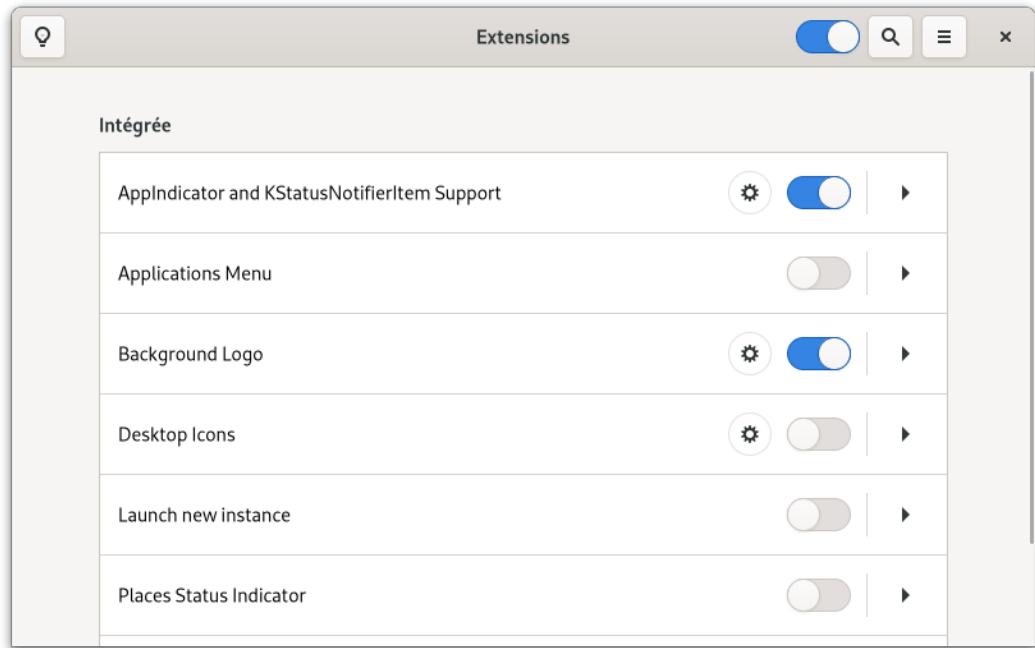 Extensions
Intégrée
AppIndicator and KStatusNotifierItem Support
Applications Menu
Background Logo
Desktop Icons
Launch new instance
Places Status Indicator